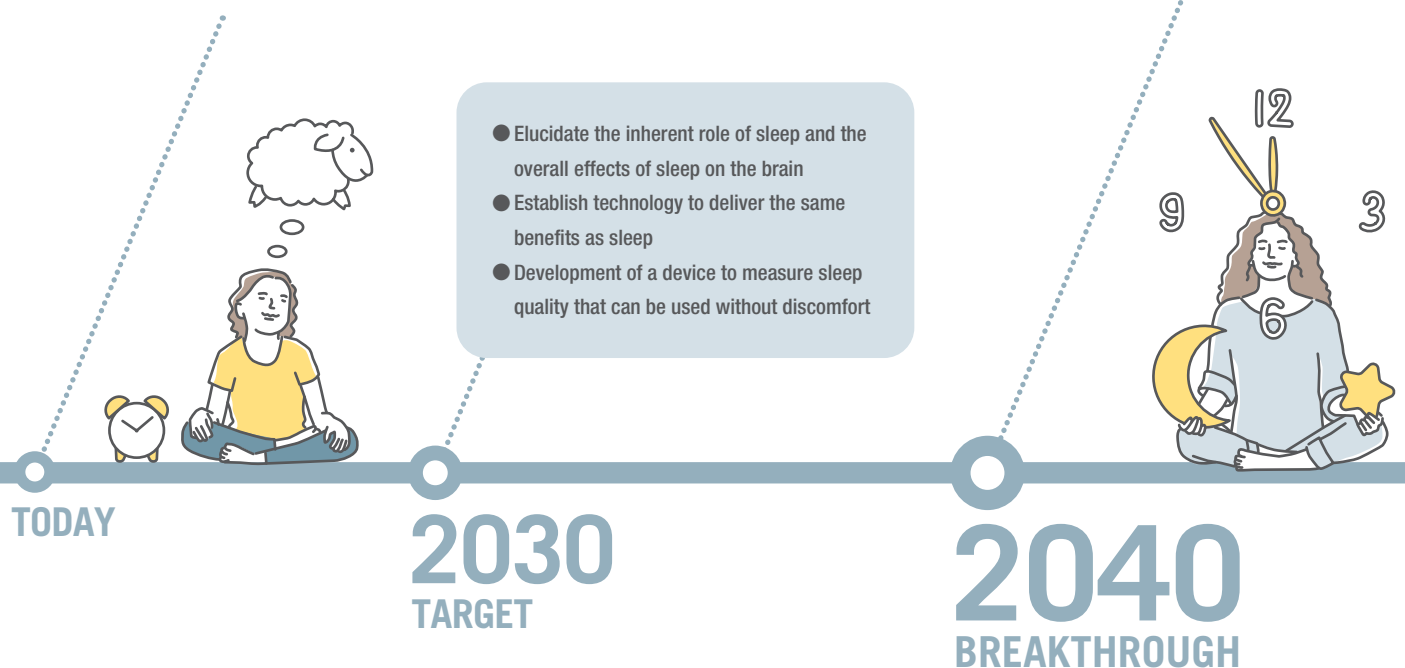 ● Elucidate the inherent role of sleep and the
overall effects of sleep on the brain
● Establish technology to deliver the same
benefits as sleep
● Development of a device to measure sleep
quality that can be used without discomfort
12
9
3
6
TODAY
2030
TARGET
2040
BREAKTHROUGH